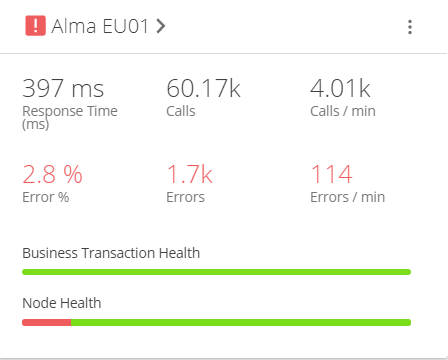 Alma EU01
397 ms 60.17k 4.01k
Response Time Calls Calls / min
(ms)
2.8 % 1.7k 114
Error % Errors Errors / min
Business Transaction Health
Node Health